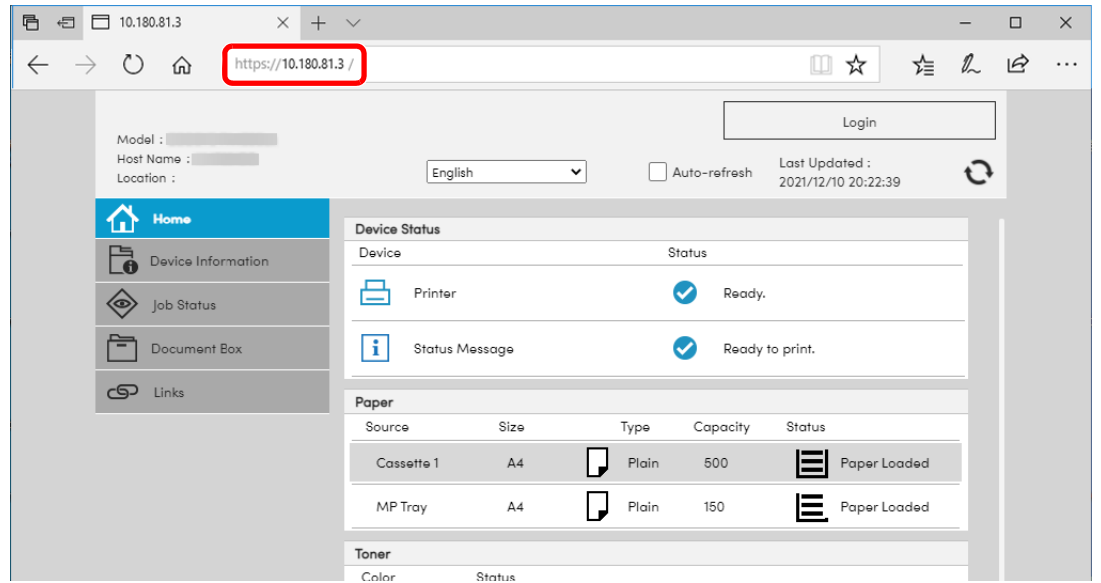 10.180.81.3
https://10.180.81.3 /
Login
Model :
Host Name :
Location :
English
Auto-refresh
Last Updated :
2021/12/10 20:22:39
Home
Device Information
Job Status
Document Box
Links
Device Status
Device Status
Printer Ready.
Status Message Ready to print.
Paper
Source Size Type Capacity Status
Cassette 1 A4 Plain 500 Paper Loaded
MP Tray A4 Plain 150 Paper Loaded
Toner
Color Status